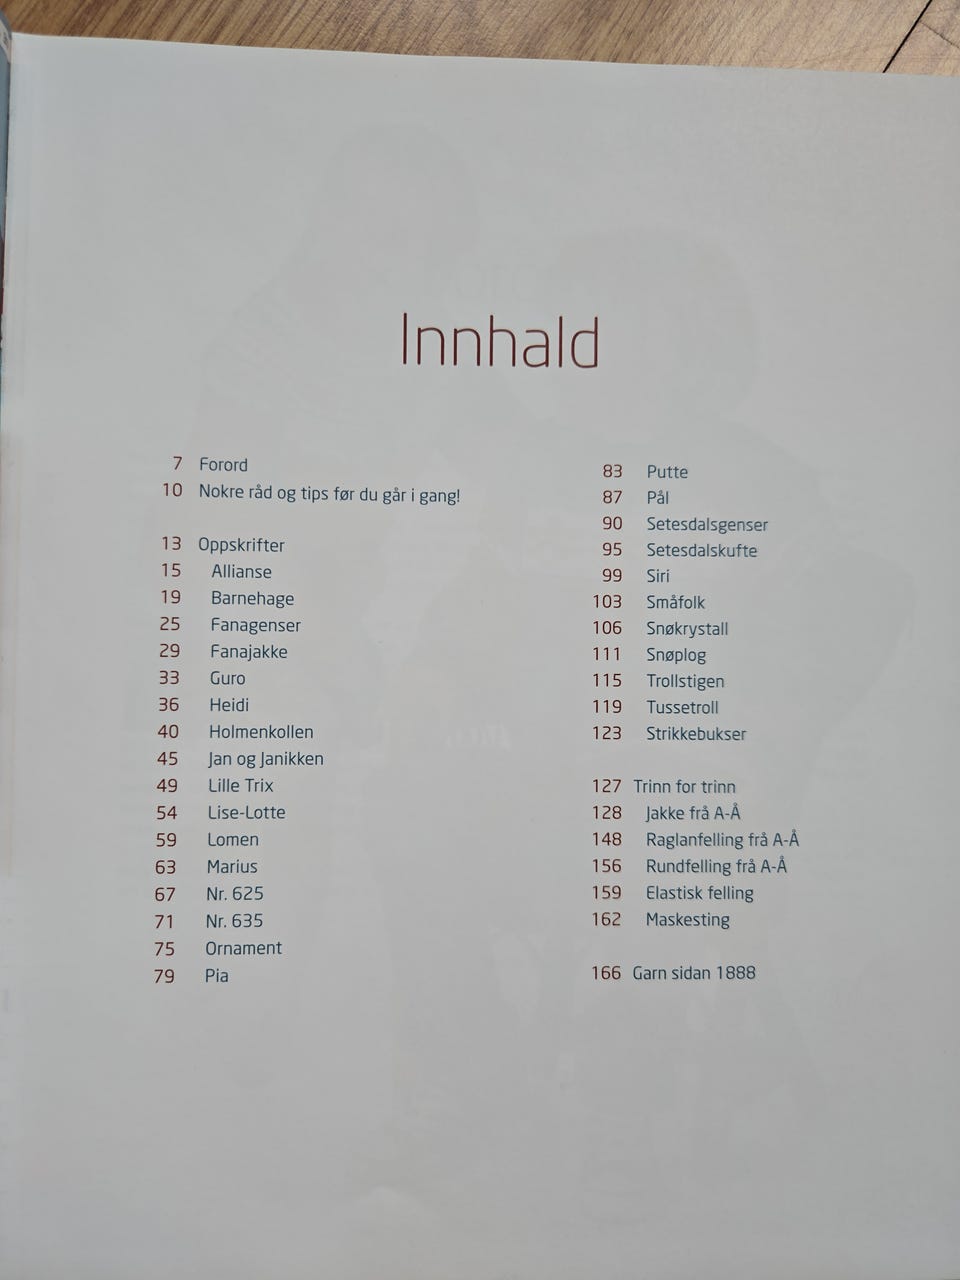 Innhald
7 Forord
10 Nokre råd og tips før du går i gang!
13 Oppskrifter
15 Allianse
19 Barnehage
25 Fanagenser
29 Fanajakke
33 Guro
36 Heidi
40 Holmenkollen
45 Jan og Janikken
49 Lille Trix
54 Lise-Lotte
59 Lomen
63 Marius
67 Nr. 625
71 Nr. 635
75 Ornament
79 Pia
83 Putte
87 Pål
90 Setesdalsgenser
95 Setesdalskufte
99 Siri
103 Småfolk
106 Snøkrystall
111 Snøplog
115 Trollstigen
119 Tussetroll
123 Strikkebukser
127 Trinn for trinn
128 Jakke frå A-Å
148 Raglanfelling frå A-Å
156 Rundfelling frå A-Å
159 Elastisk felling
162 Maskesting
166 Garn sidan 1888